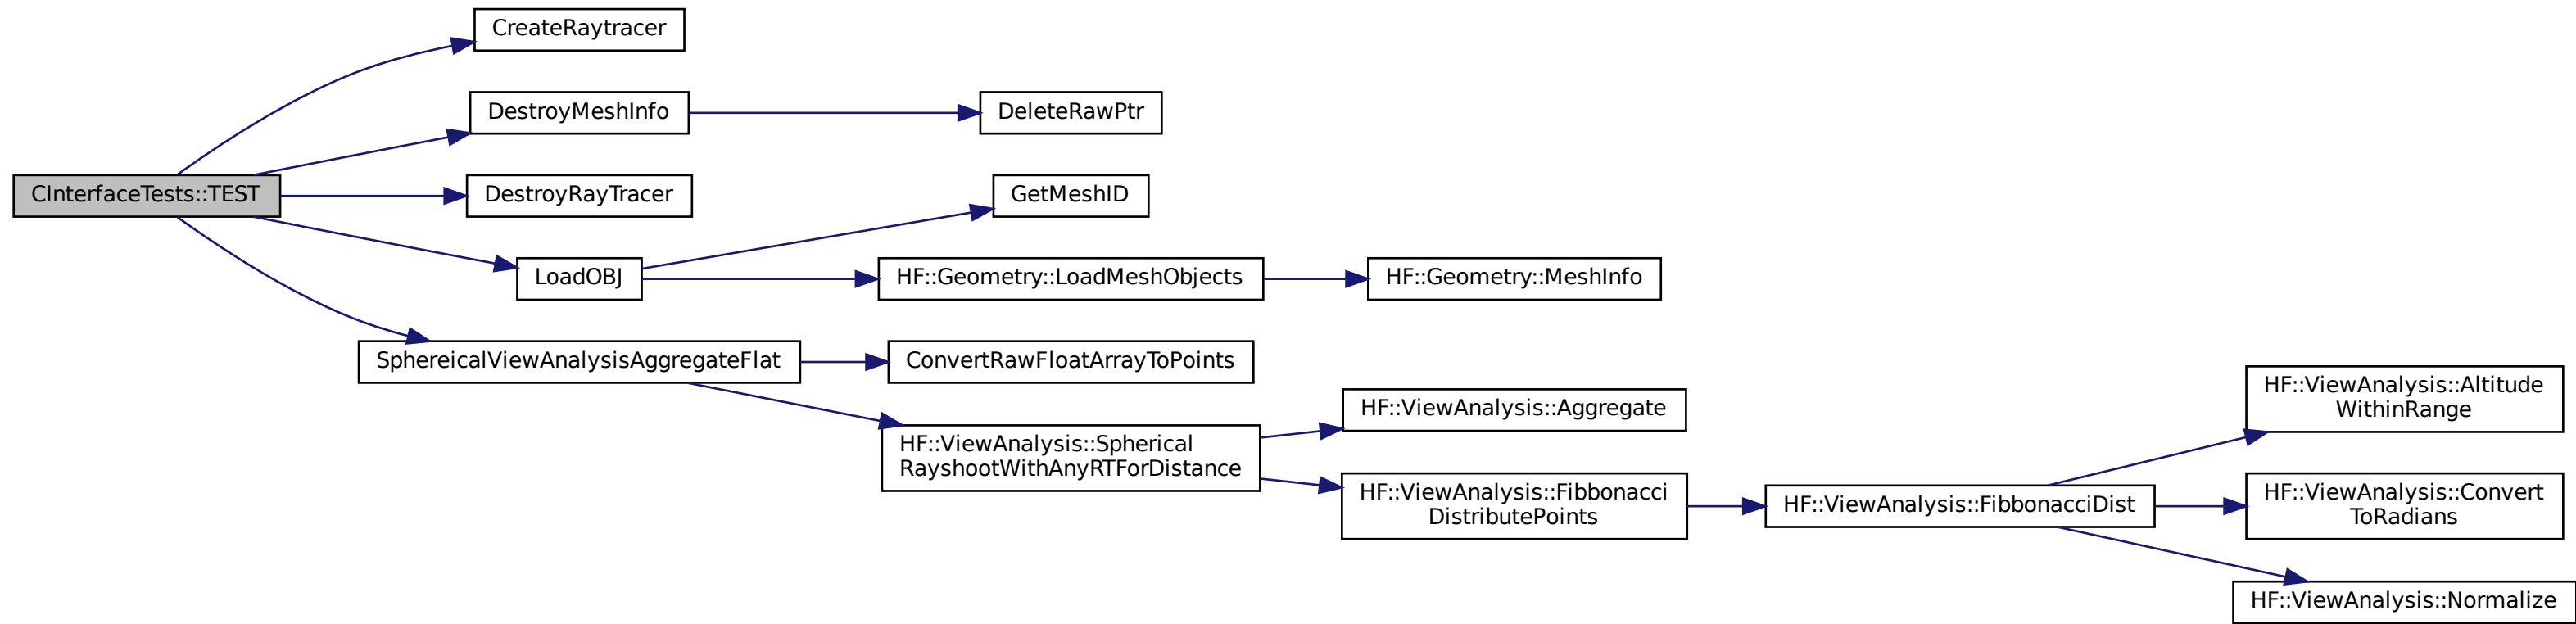 CreateRaytracer
DestroyMeshInfo
DeleteRawPtr
CInterfaceTests::TEST
DestroyRayTracer
GetMeshID
LoadOBJ
HF::Geometry::LoadMeshObjects
HF::Geometry::MeshInfo
SphereicalViewAnalysisAggregateFlat
ConvertRawFloatArrayToPoints
HF::ViewAnalysis::Spherical
RayshootWithAnyRTForDistance
HF::ViewAnalysis::Aggregate
HF::ViewAnalysis::Fibbonacci
DistributePoints
HF::ViewAnalysis::FibbonacciDist
HF::ViewAnalysis::Altitude
WithinRange
HF::ViewAnalysis::Convert
ToRadians
HF::ViewAnalysis::Normalize